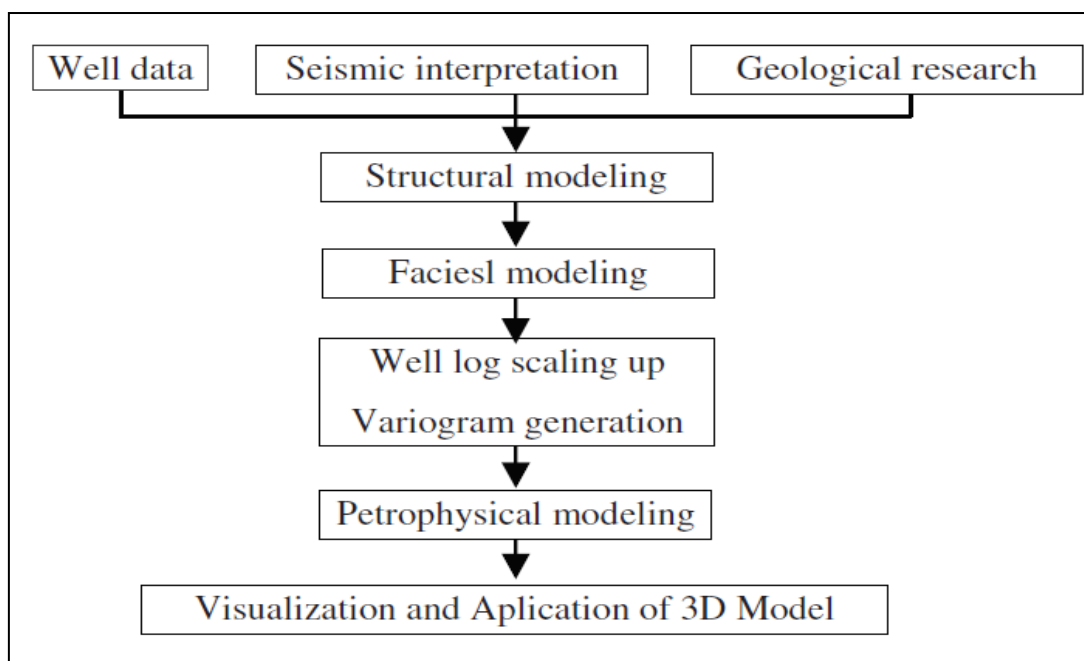 Well data
Seismic interpretation
Geological research
Structural modeling
Faciesl modeling
Well log scaling up
Variogram generation
Petrophysical modeling
Visualization and Aplication of 3D Model